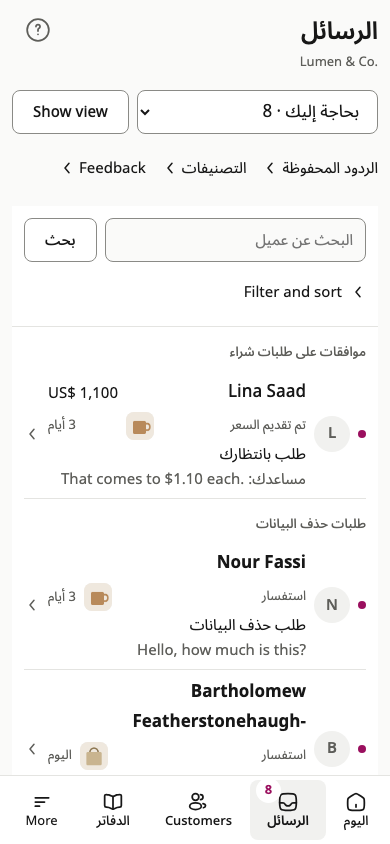 الرسائل
Lumen & Co.
بحاجة إليك · 8
Show view
الردود المحفوظة
التصنيفات
Feedback
البحث عن عميل
بحث
Filter and sort
موافقات على طلبات شراء
Lina Saad
US$ 1,100
L
تم تقديم السعر
3 أيام
طلب بانتظارك
مساعدك: That comes to $1.10 each.
طلبات حذف البيانات
Nour Fassi
N
استفسار
3 أيام
طلب حذف البيانات
Hello, how much is this?
Bartholomew
Featherstonehaugh-
B
استفسار
اليوم
اليوم
8
الرسائل
Customers
الدفاتر
More